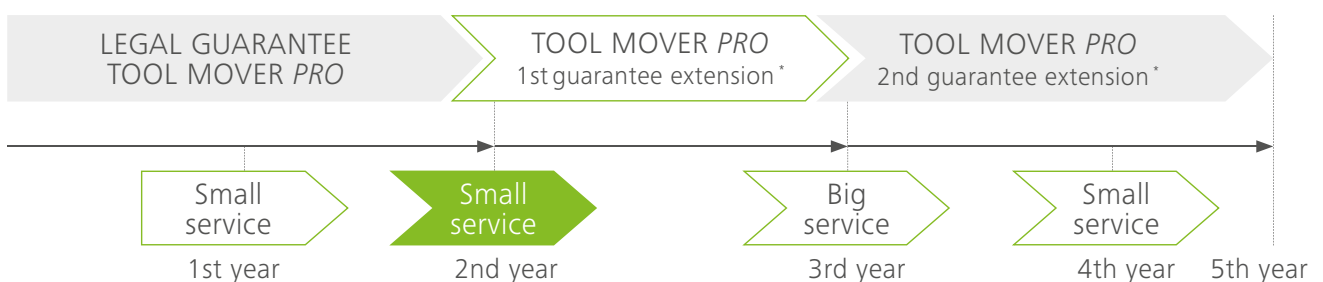 LEGAL GUARANTEE
TOOL MOVER PRO
TOOL MOVER PRO
1st guarantee extension*
TOOL MOVER PRO
2nd guarantee extension*
Small
service
Small
service
Big
service
Small
service
1st year
2nd year
3rd year
4th year
5th year